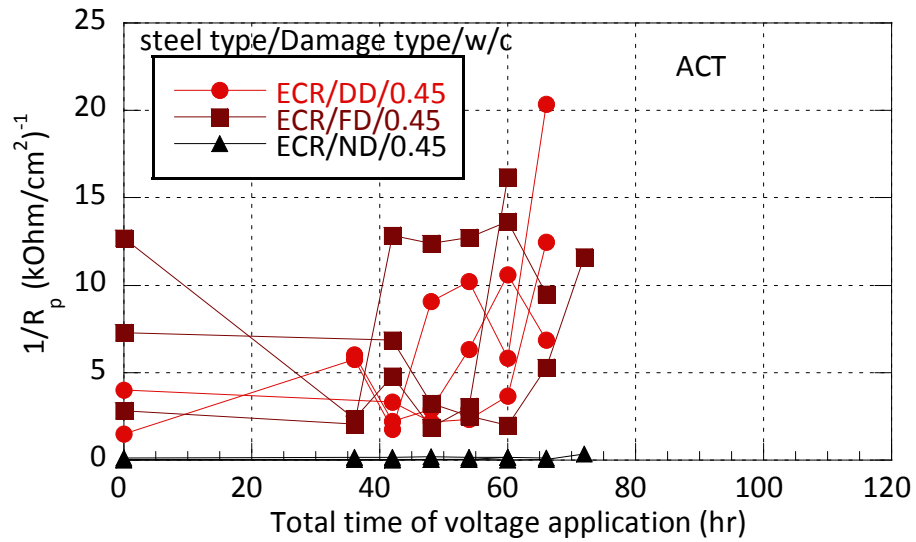 25
20
15
10
5
0
1/R_p (kOhm/cm²)⁻¹
steel type/Damage type/w/c
ECR/DD/0.45
ECR/FD/0.45
ECR/ND/0.45
ACT
0 20 40 60 80 100 120
Total time of voltage application (hr)